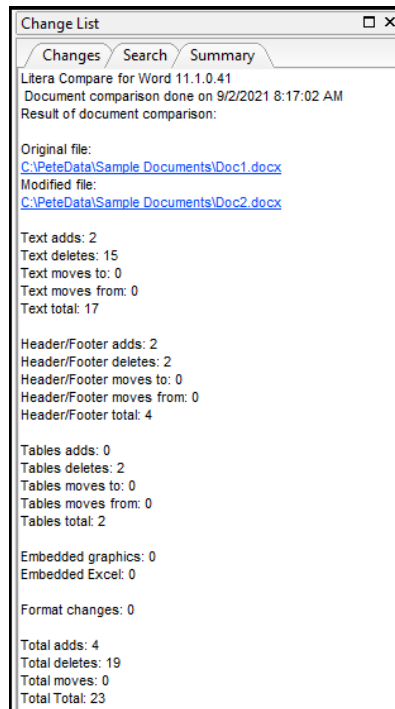 Change List
Changes Search Summary
Litera Compare for Word 11.1.0.41
Document comparison done on 9/2/2021 8:17:02 AM
Result of document comparison:
Original file:
C:\PeteData\Sample Documents\Doc1.docx
Modified file:
C:\PeteData\Sample Documents\Doc2.docx
Text adds: 2
Text deletes: 15
Text moves to: 0
Text moves from: 0
Text total: 17
Header/Footer adds: 2
Header/Footer deletes: 2
Header/Footer moves to: 0
Header/Footer moves from: 0
Header/Footer total: 4
Tables adds: 0
Tables deletes: 2
Tables moves to: 0
Tables moves from: 0
Tables total: 2
Embedded graphics: 0
Embedded Excel: 0
Format changes: 0
Total adds: 4
Total deletes: 19
Total moves: 0
Total Total: 23